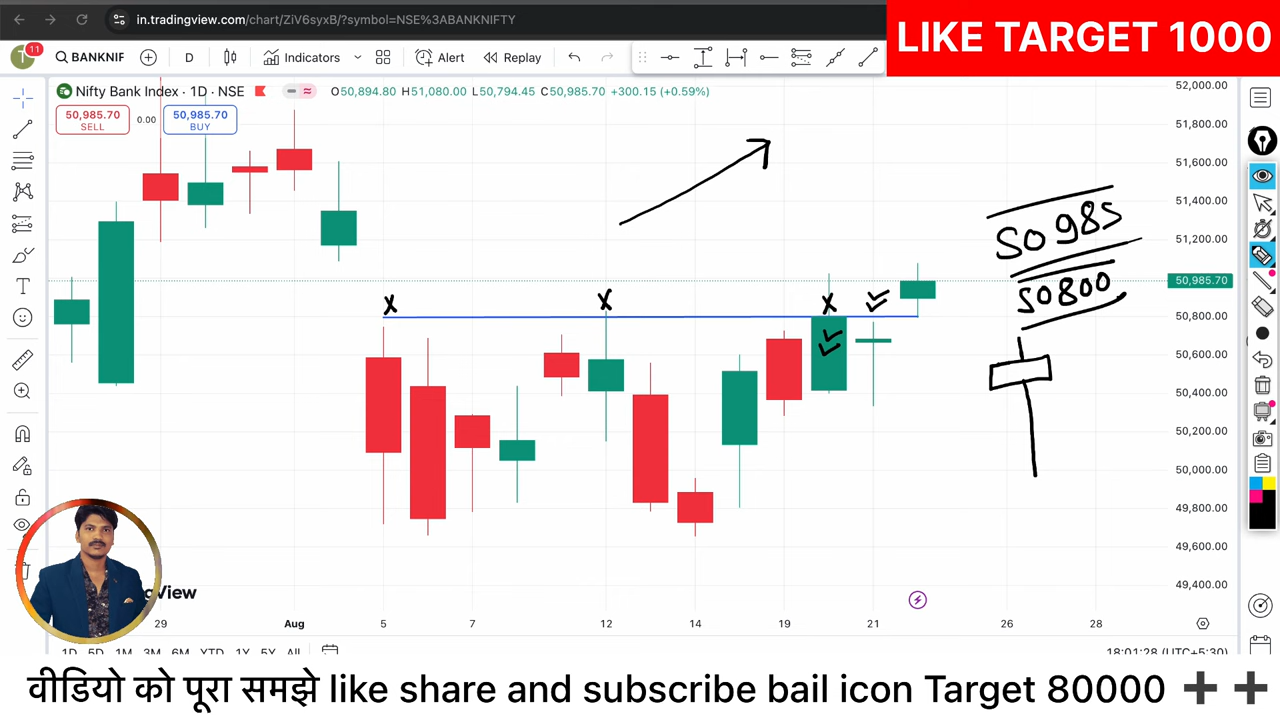 in.tradingview.com/chart/ZiV6syxB/?symbol=NSE%3ABANKNIFTY
LIKE TARGET 1000
T 11 BANKNIF D Indicators Alert Replay
Nifty Bank Index · 1D · NSE O50,894.80 H51,080.00 L50,794.45 C50,985.70 +300.15 (+0.59%)
50,985.70 SELL 0.00 50,985.70 BUY
52,000.00
51,800.00
51,600.00
51,400.00
51,200.00
50,985.70
50,800.00
50,600.00
50,400.00
50,200.00
50,000.00
49,800.00
49,600.00
49,400.00
50985
50800
x x x
29 Aug 5 7 12 14 19 21 26 28
1D 5D 1M 3M 6M YTD 1Y 5Y All 18:01:28 (UTC+5:30)
वीडियो को पूरा समझे like share and subscribe bail icon Target 80000 ➕ ➕